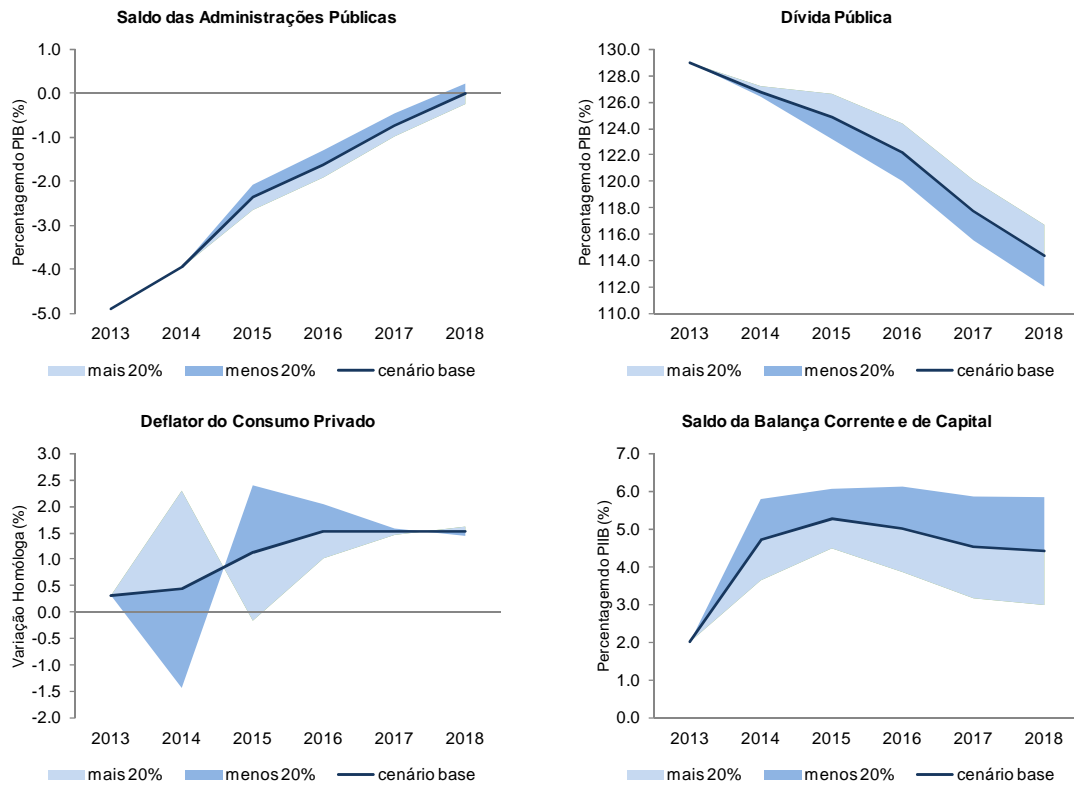 Saldo das Administrações Públicas
Percentagem do PIB (%)
1.0
0.0
-1.0
-2.0
-3.0
-4.0
-5.0
2013 2014 2015 2016 2017 2018
mais 20% menos 20% cenário base
Dívida Pública
Percentagem do PIB (%)
130.0
128.0
126.0
124.0
122.0
120.0
118.0
116.0
114.0
112.0
110.0
2013 2014 2015 2016 2017 2018
mais 20% menos 20% cenário base
Deflator do Consumo Privado
Variação Homóloga (%)
3.0
2.5
2.0
1.5
1.0
0.5
0.0
-0.5
-1.0
-1.5
-2.0
2013 2014 2015 2016 2017 2018
mais 20% menos 20% cenário base
Saldo da Balança Corrente e de Capital
Percentagem do PIIB (%)
7.0
6.0
5.0
4.0
3.0
2.0
1.0
0.0
2013 2014 2015 2016 2017 2018
mais 20% menos 20% cenário base